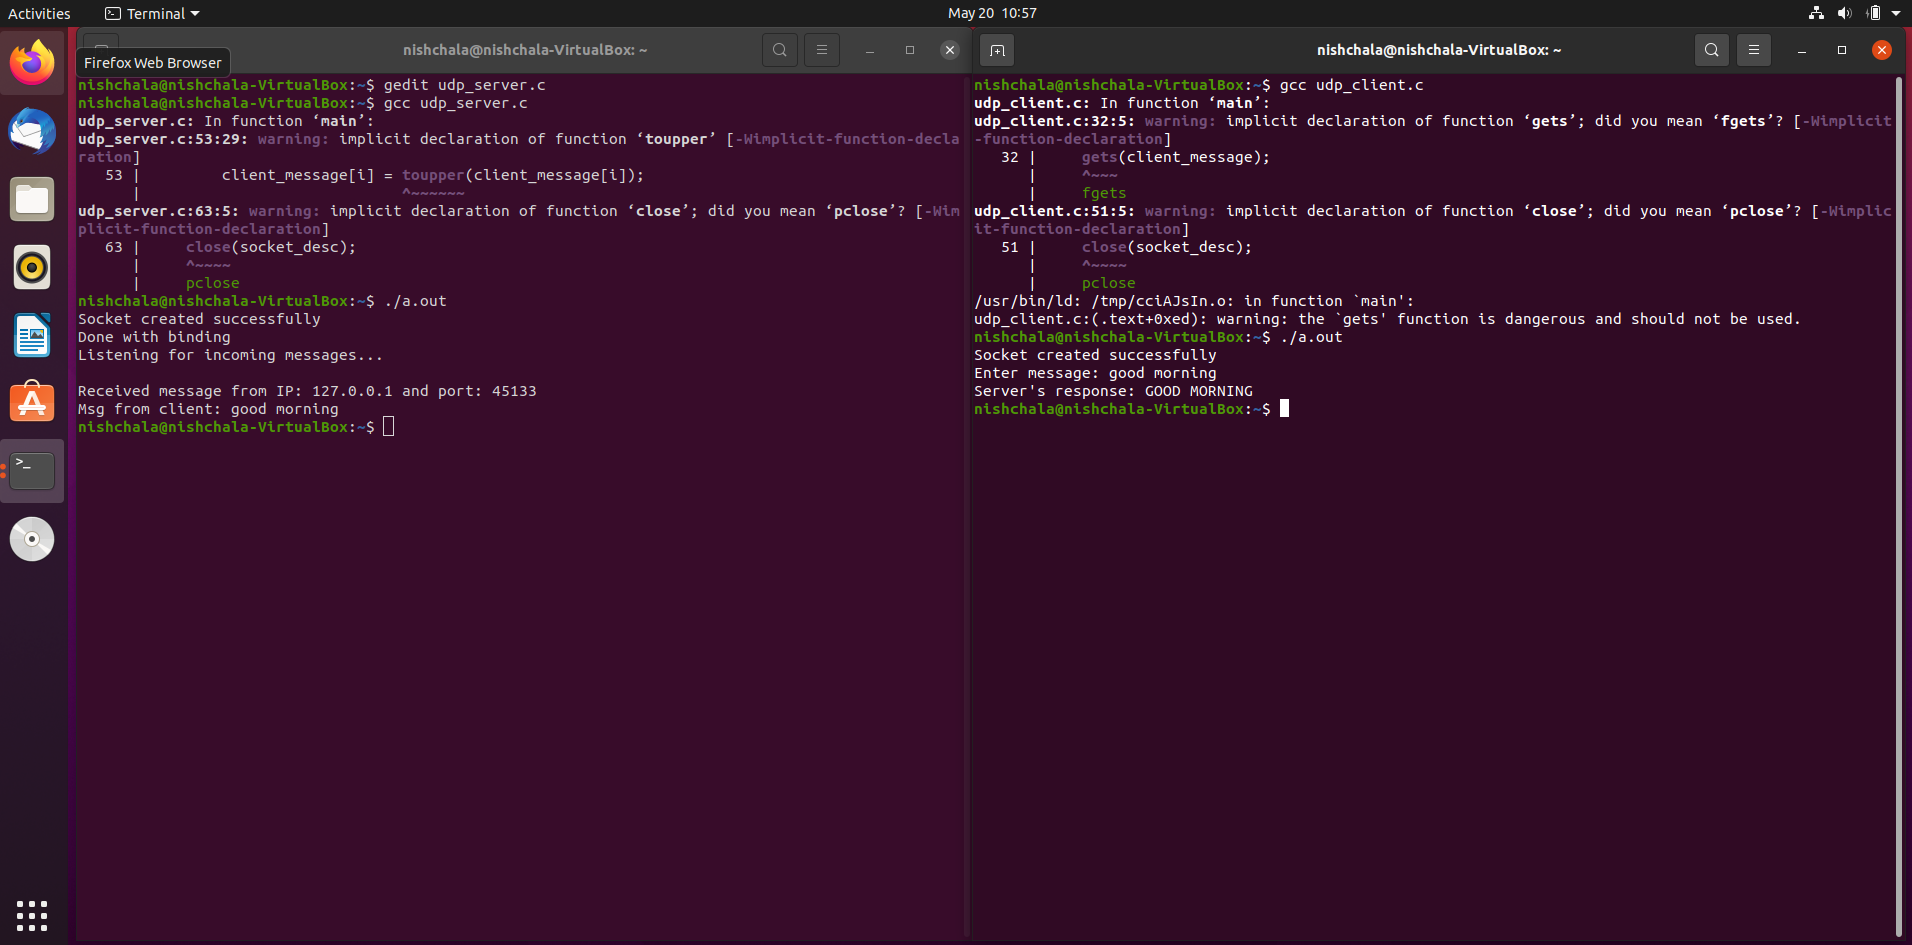 Activities
Terminal
May 20 10:57
Firefox Web Browser
nishchala@nishchala-VirtualBox: ~
nishchala@nishchala-VirtualBox:~$ gedit udp_server.c
nishchala@nishchala-VirtualBox:~$ gcc udp_server.c
udp_server.c: In function ‘main’:
udp_server.c:53:29: warning: implicit declaration of function ‘toupper’ [-Wimplicit-function-decla
ration]
53 | client_message[i] = toupper(client_message[i]);
| ^~~~~~~
udp_server.c:63:5: warning: implicit declaration of function ‘close’; did you mean ‘pclose’? [-Wim
plicit-function-declaration]
63 | close(socket_desc);
| ^~~~~
| pclose
nishchala@nishchala-VirtualBox:~$ ./a.out
Socket created successfully
Done with binding
Listening for incoming messages...
Received message from IP: 127.0.0.1 and port: 45133
Msg from client: good morning
nishchala@nishchala-VirtualBox:~$
nishchala@nishchala-VirtualBox: ~
nishchala@nishchala-VirtualBox:~$ gcc udp_client.c
udp_client.c: In function ‘main’:
udp_client.c:32:5: warning: implicit declaration of function ‘gets’; did you mean ‘fgets’? [-Wimplicit
-function-declaration]
32 | gets(client_message);
| ^~~~
| fgets
udp_client.c:51:5: warning: implicit declaration of function ‘close’; did you mean ‘pclose’? [-Wimplic
it-function-declaration]
51 | close(socket_desc);
| ^~~~~
| pclose
/usr/bin/ld: /tmp/cciAJsIn.o: in function `main':
udp_client.c:(.text+0xed): warning: the `gets' function is dangerous and should not be used.
nishchala@nishchala-VirtualBox:~$ ./a.out
Socket created successfully
Enter message: good morning
Server's response: GOOD MORNING
nishchala@nishchala-VirtualBox:~$